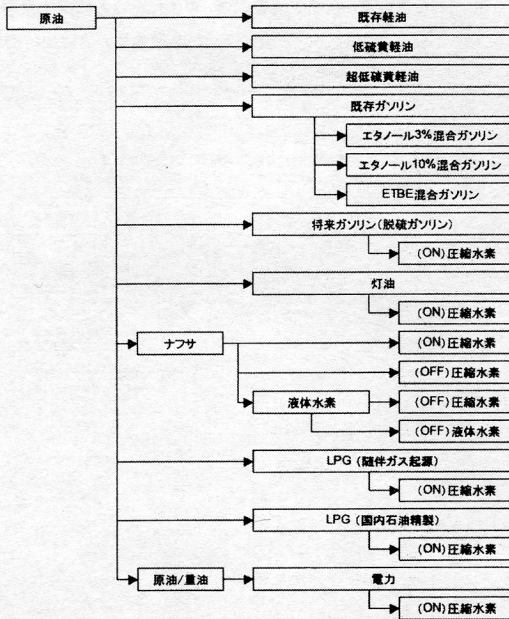 原油
既存軽油
低硫黄軽油
超低硫黄軽油
既存ガソリン
エタノール3%混合ガソリン
エタノール10%混合ガソリン
ETBE混合ガソリン
将来ガソリン(脱硫ガソリン)
(ON)圧縮水素
灯油
(ON)圧縮水素
ナフサ
(ON)圧縮水素
(OFF)圧縮水素
液体水素
(OFF)圧縮水素
(OFF)液体水素
LPG (随伴ガス起源)
(ON)圧縮水素
LPG (国内石油精製)
(ON)圧縮水素
原油/重油
電力
(ON)圧縮水素